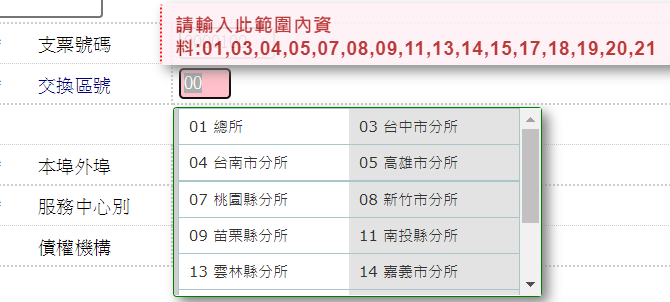 請輸入此範圍內資
料:01,03,04,05,07,08,09,11,13,14,15,17,18,19,20,21
* 支票號碼
* 交換區號 00
01 總所 03 台中市分所
04 台南市分所 05 高雄市分所
* 本埠外埠
07 桃園縣分所 08 新竹市分所
* 服務中心別
09 苗栗縣分所 11 南投縣分所
債權機構
13 雲林縣分所 14 嘉義市分所